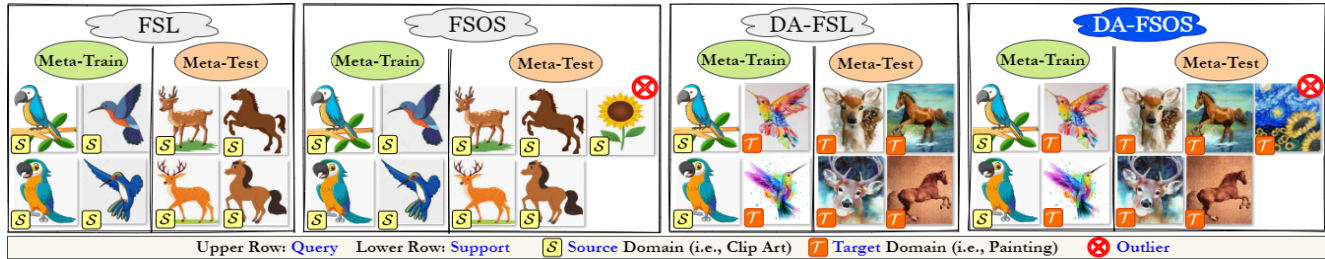 FSL
Meta-Train Meta-Test
S S S S
S S S S
FSOS
Meta-Train Meta-Test
S S S S S
S S S S
DA-FSL
Meta-Train Meta-Test
S T T T
S T T T
DA-FSOS
Meta-Train Meta-Test
S T T T T
S T T T
Upper Row: Query Lower Row: Support S Source Domain (i.e., Clip Art) T Target Domain (i.e., Painting) Outlier